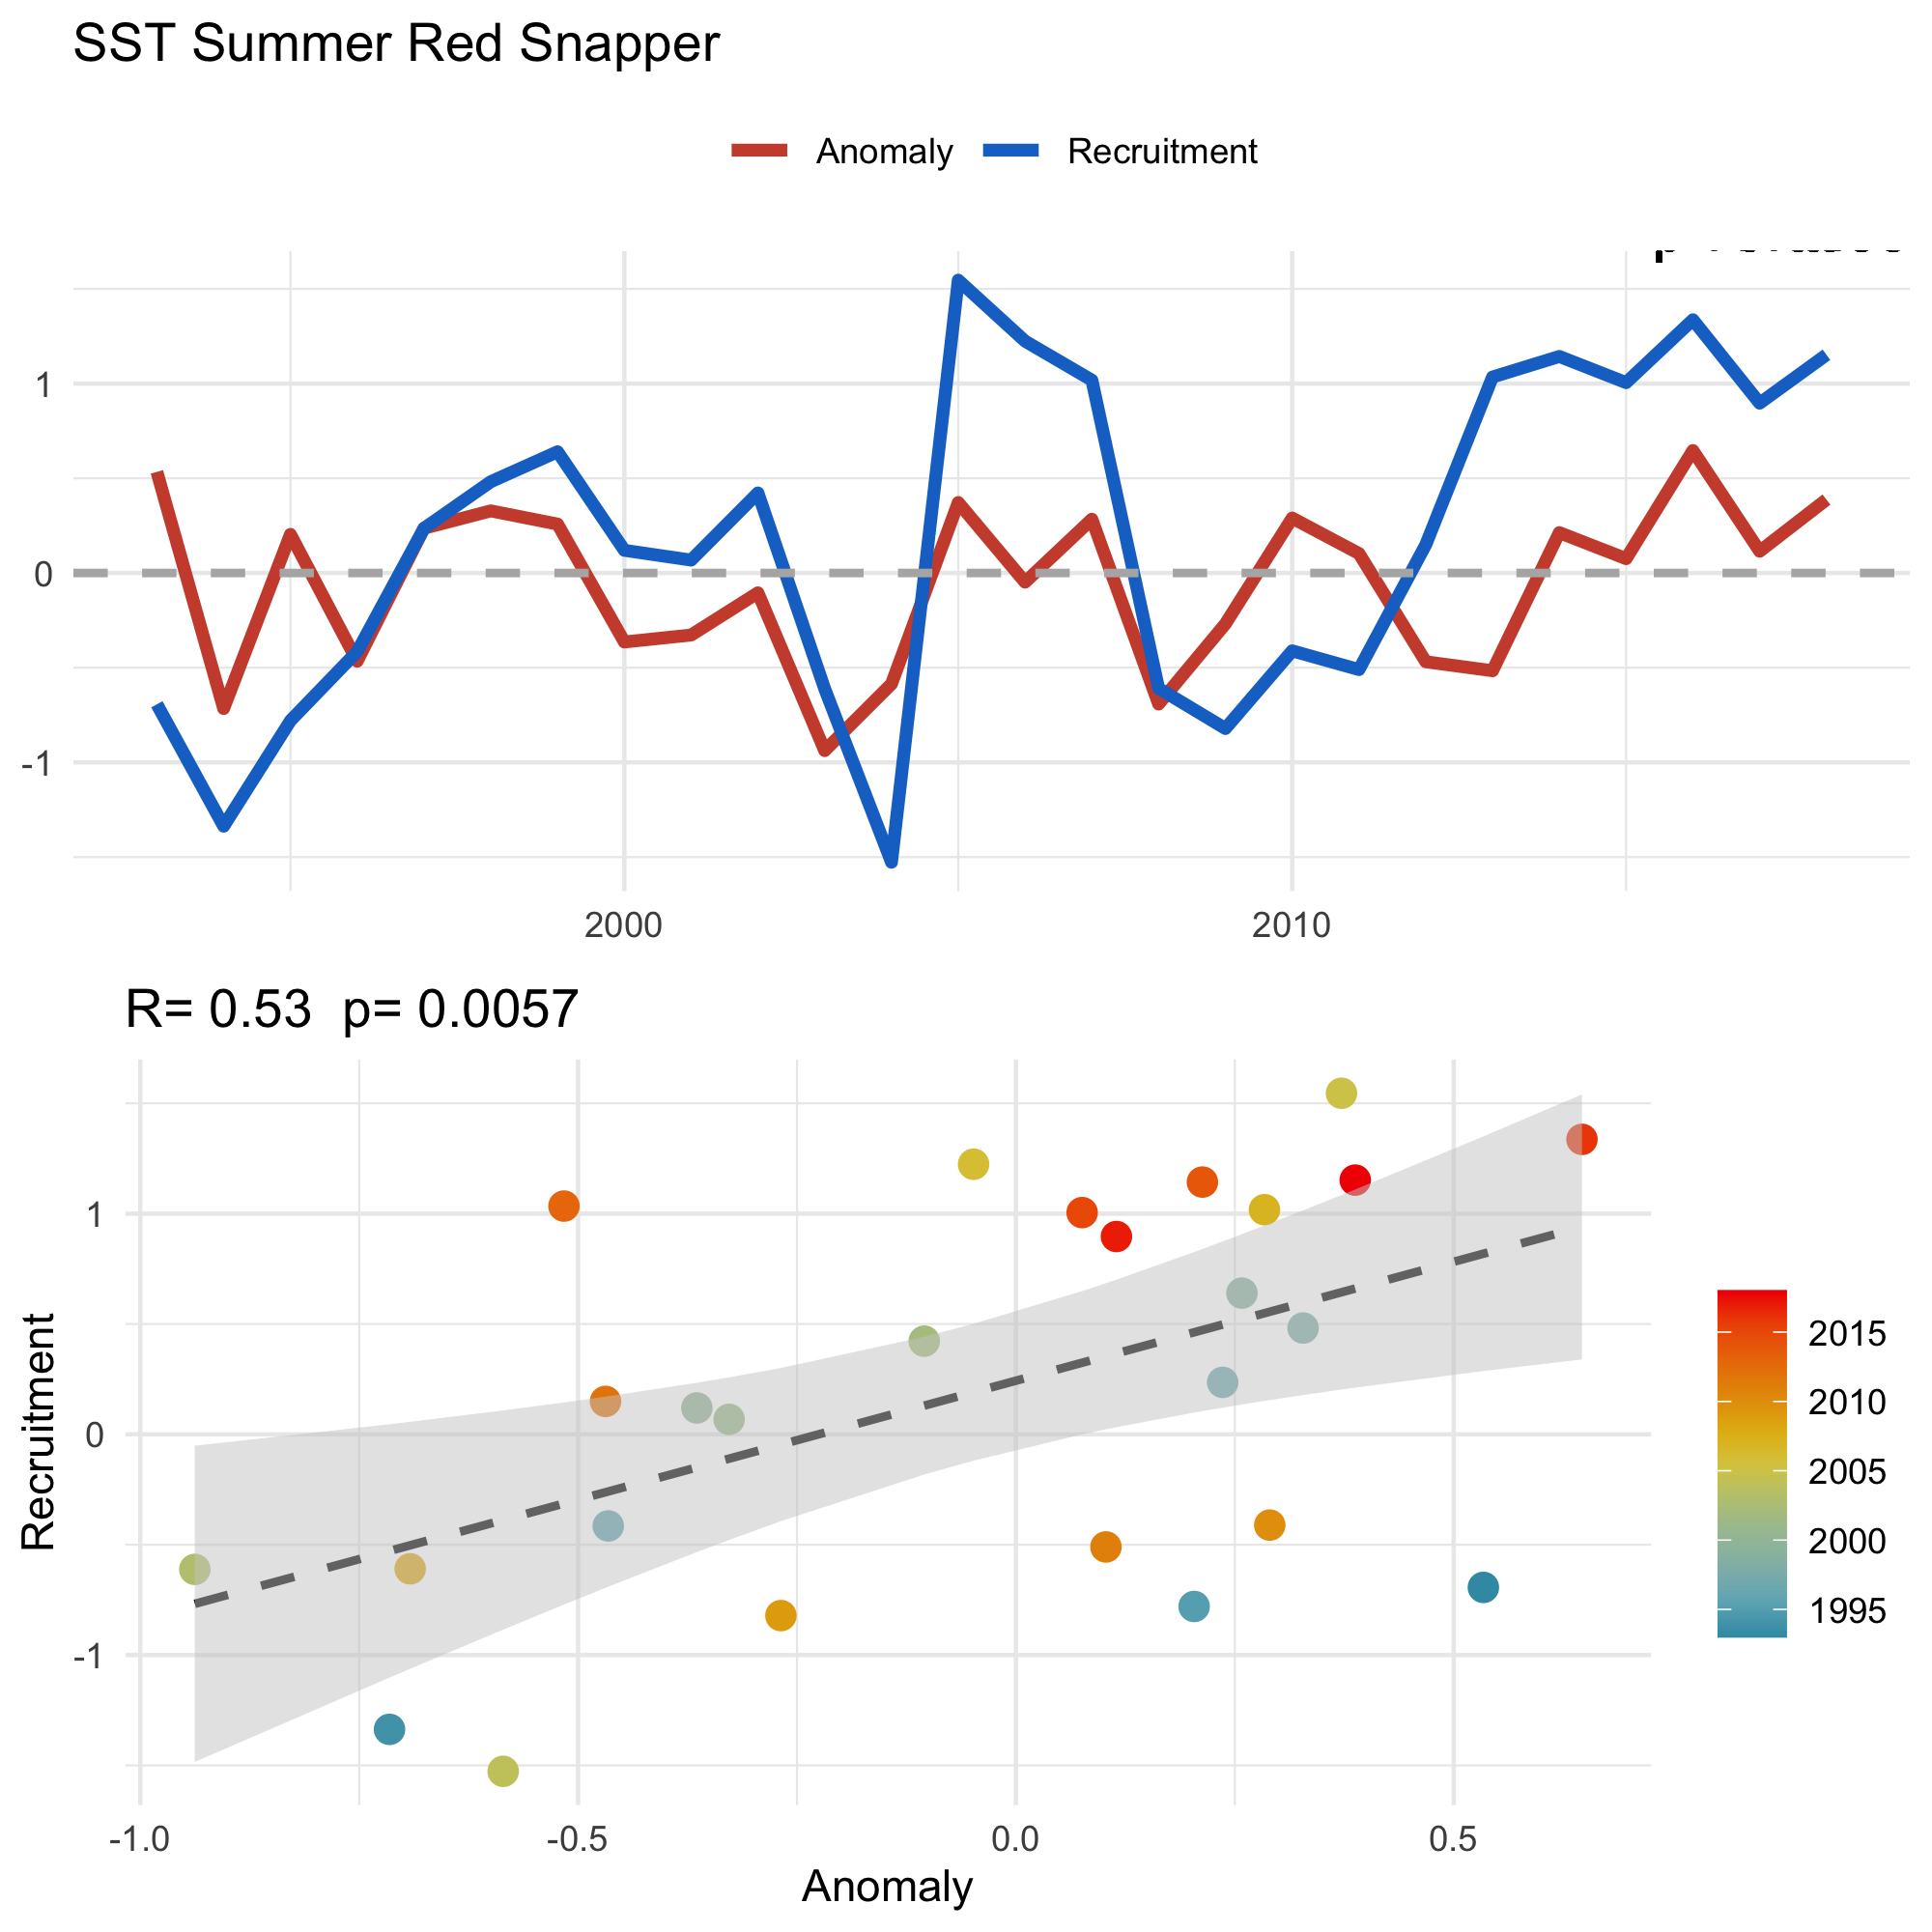 SST Summer Red Snapper
Anomaly Recruitment
1
0
-1
2000 2010
R= 0.53 p= 0.0057
Recruitment
1
0
-1
-1.0 -0.5 0.0 0.5
Anomaly
2015
2010
2005
2000
1995